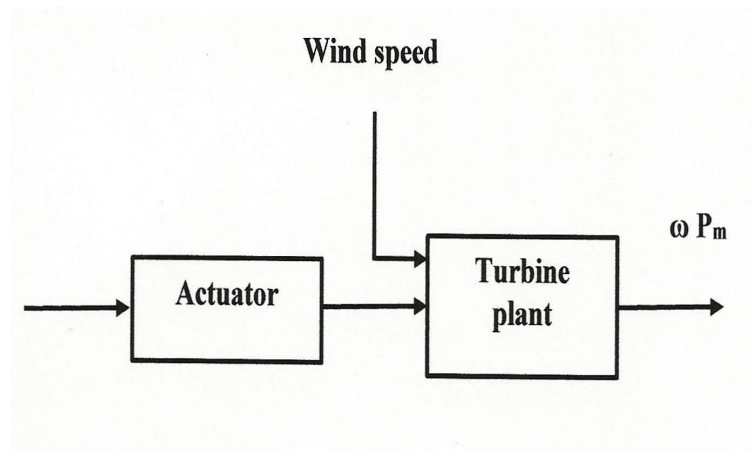 Wind speed
ω Pm
Actuator
Turbine
plant